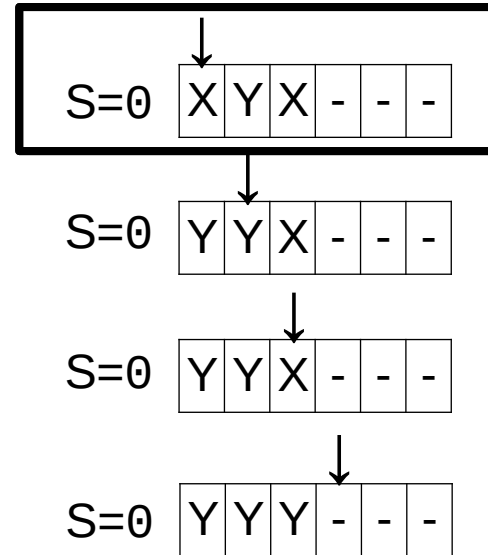 S=0 X Y X - - -
S=0 Y Y X - - -
S=0 Y Y X - - -
S=0 Y Y Y - - -